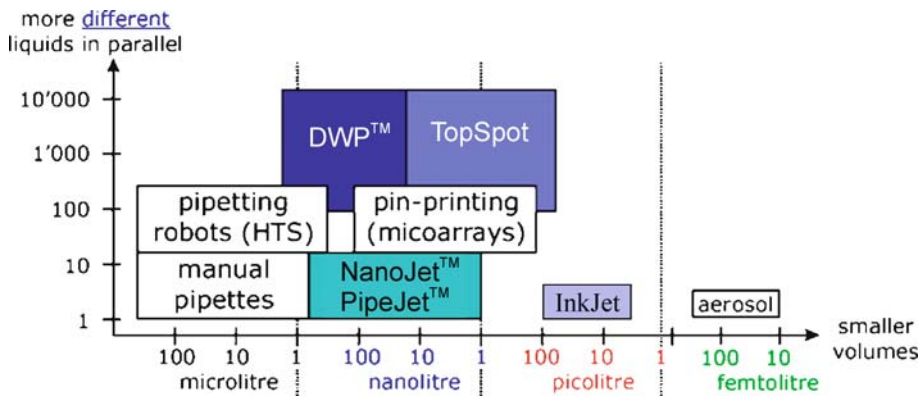 more different
liquids in parallel
10'000
1'000
100
10
1
DWP™
TopSpot
pipetting
robots (HTS)
pin-printing
(micoarrays)
manual
pipettes
NanoJet™
PipeJet™
InkJet
aerosol
smaller
volumes
100 10 1 100 10 1 100 10 1 100 10
microlitre nanolitre picolitre femtolitre